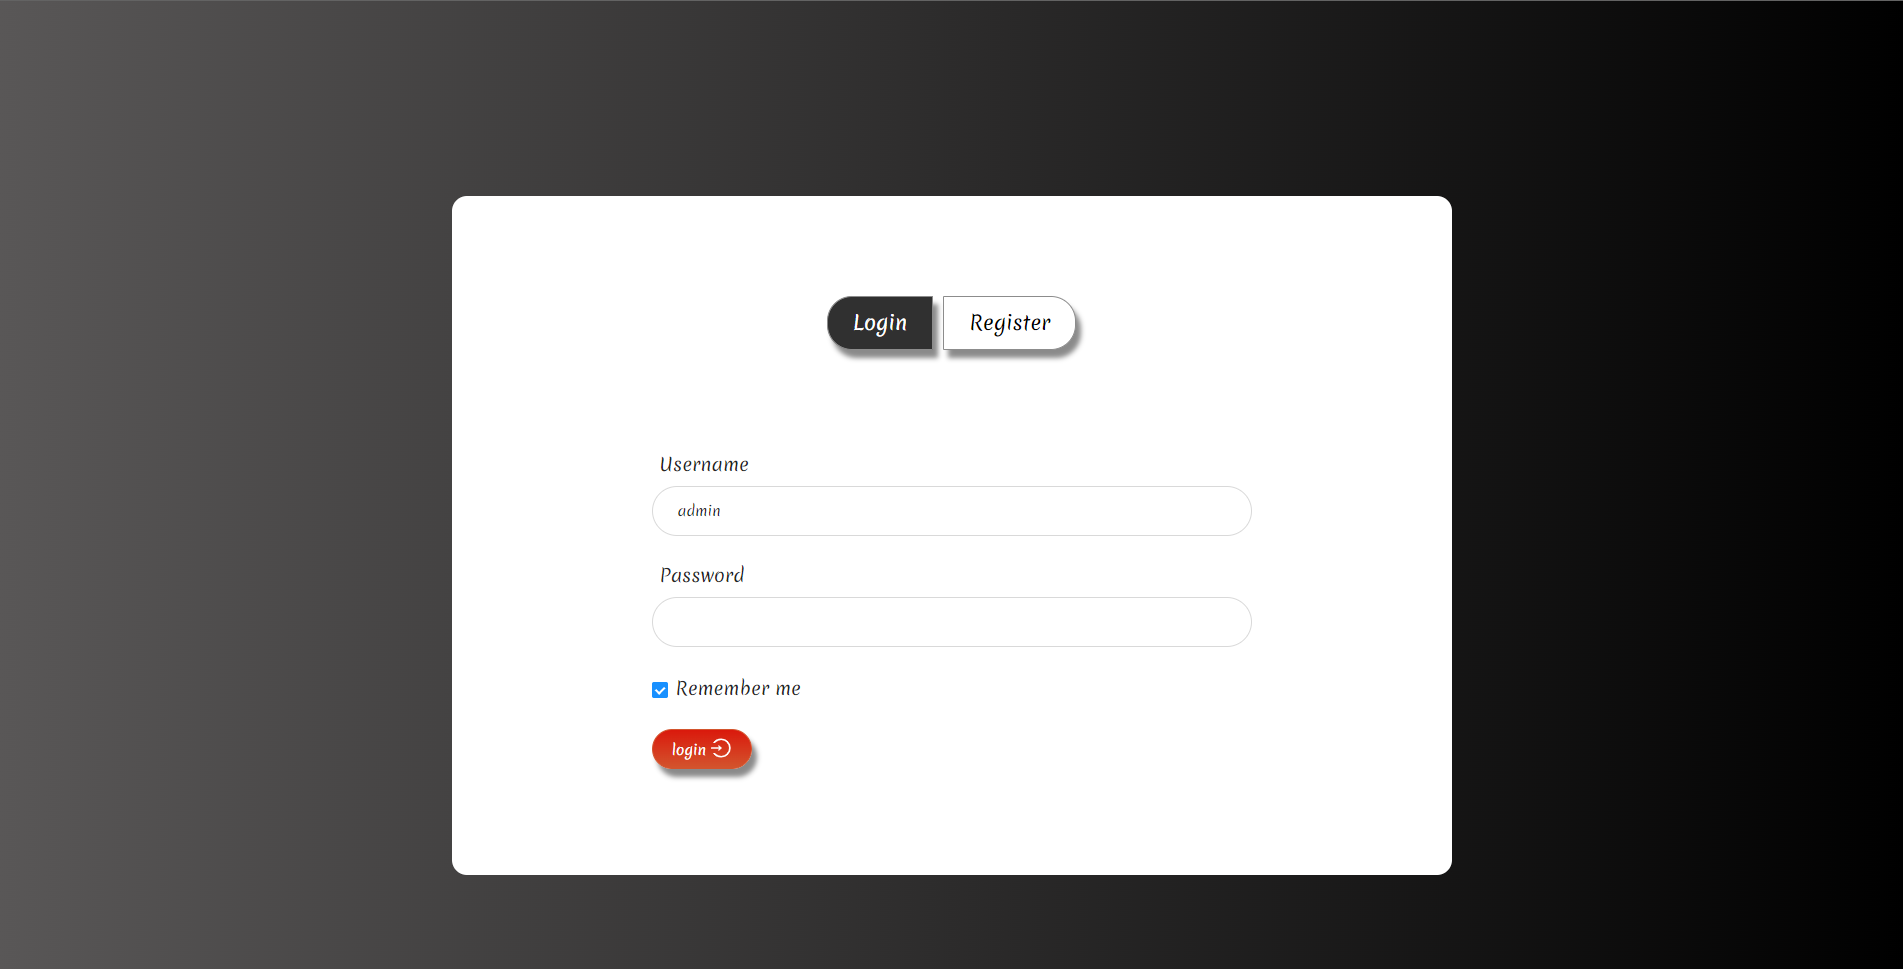 Login Register
Username
admin
Password
Remember me
login